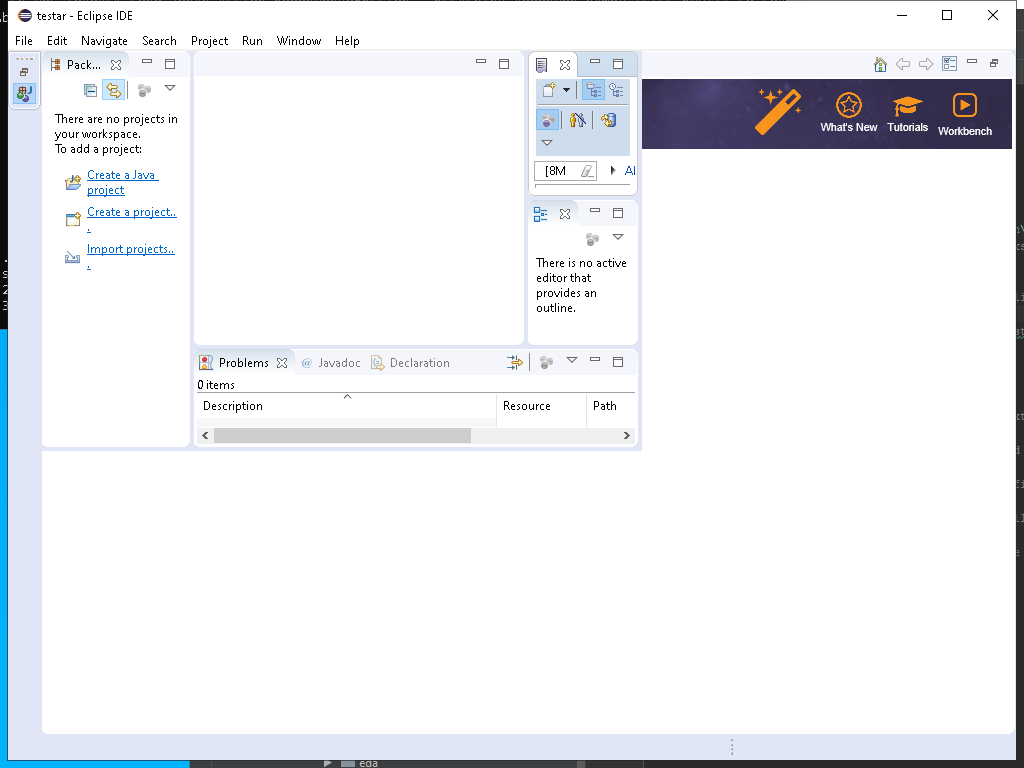 testar - Eclipse IDE
File Edit Navigate Search Project Run Window Help
Pack...
There are no projects in
your workspace.
To add a project:
Create a Java
project
Create a project..
.
Import projects..
.
[8M
Al
There is no active
editor that
provides an
outline.
What's New Tutorials Workbench
Problems @ Javadoc Declaration
0 items
Description Resource Path
eda